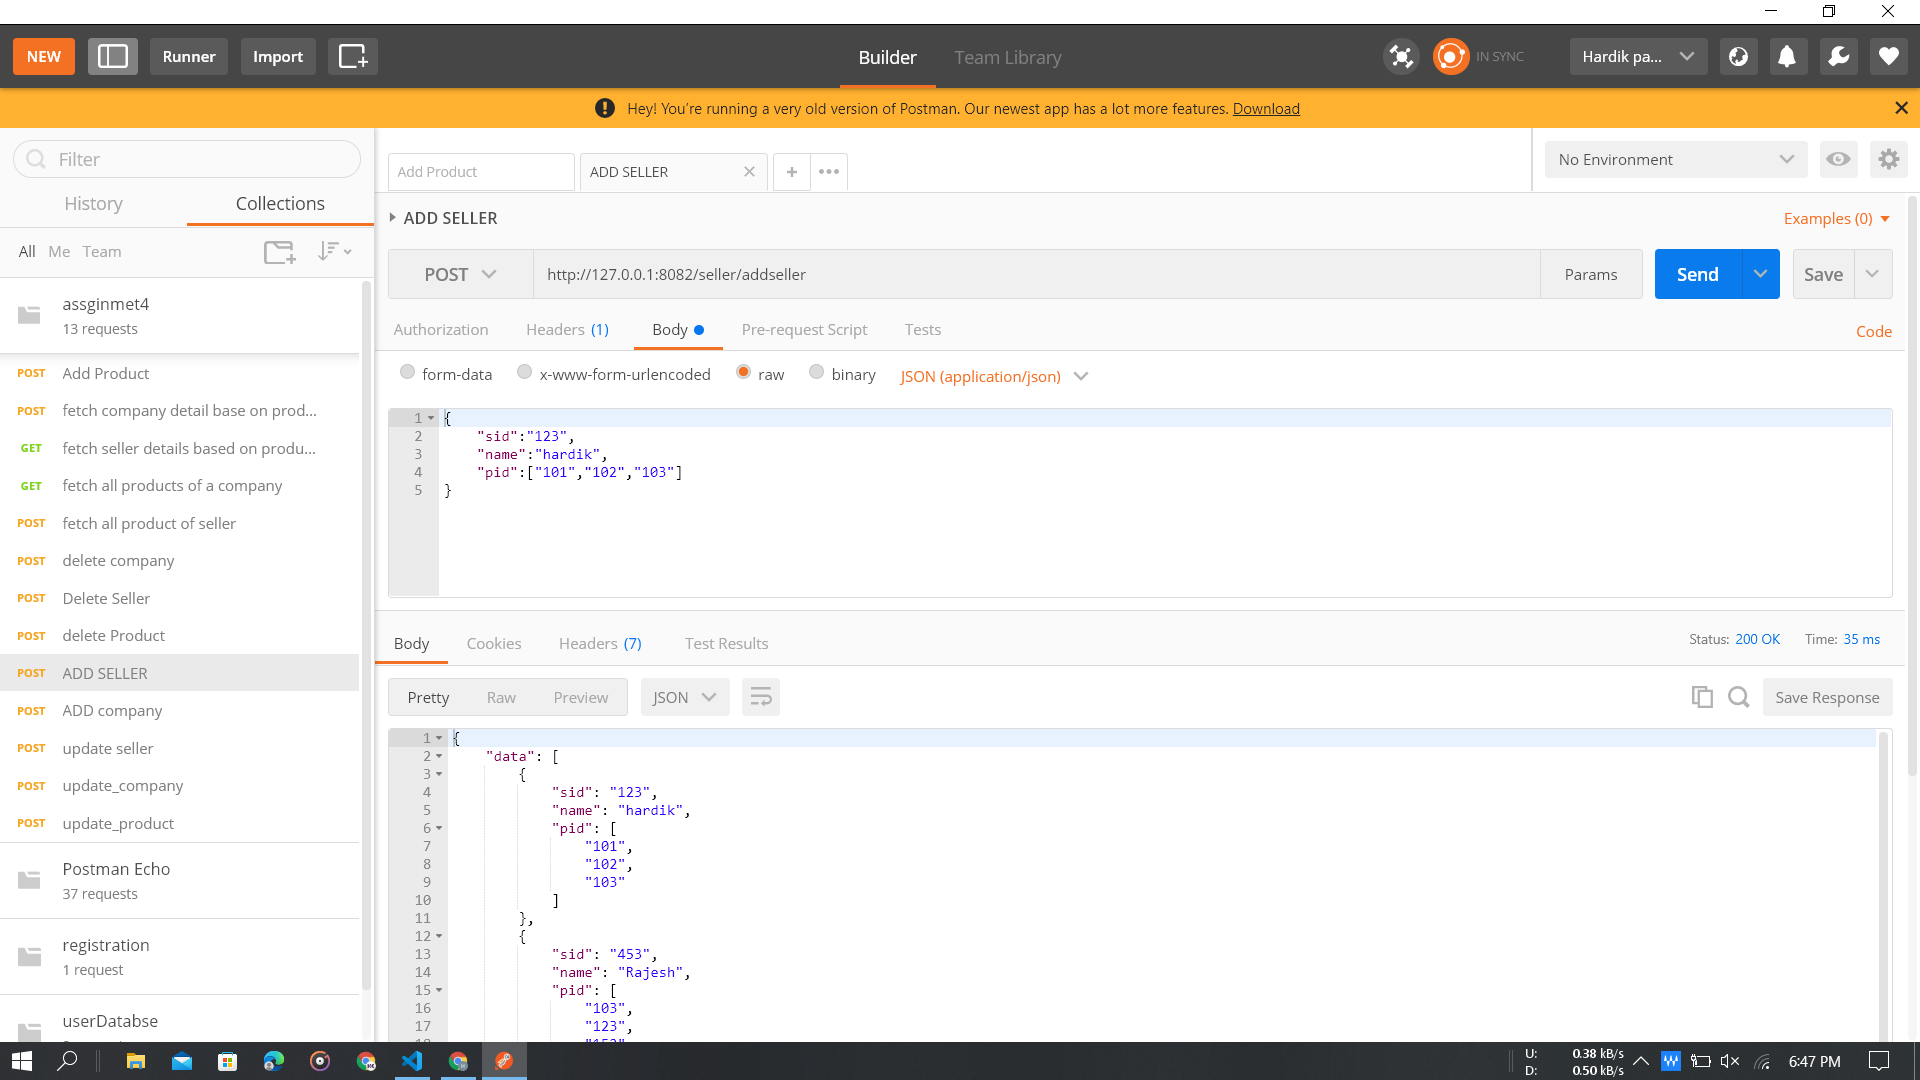 NEW
Runner
Import
Builder
Team Library
IN SYNC
Hardik pa...
Hey! You're running a very old version of Postman. Our newest app has a lot more features. Download
Filter
History
Collections
All Me Team
assginmet4
13 requests
POST Add Product
POST fetch company detail base on prod...
GET fetch seller details based on produ...
GET fetch all products of a company
POST fetch all product of seller
POST delete company
POST Delete Seller
POST delete Product
POST ADD SELLER
POST ADD company
POST update seller
POST update_company
POST update_product
Postman Echo
37 requests
registration
1 request
userDatabse
Add Product
ADD SELLER
No Environment
ADD SELLER
Examples (0)
POST
http://127.0.0.1:8082/seller/addseller
Params
Send
Save
Authorization
Headers (1)
Body
Pre-request Script
Tests
Code
form-data
x-www-form-urlencoded
raw
binary
JSON (application/json)
1 {
2 "sid":"123",
3 "name":"hardik",
4 "pid":["101","102","103"]
5 }
Body
Cookies
Headers (7)
Test Results
Status: 200 OK
Time: 35 ms
Pretty
Raw
Preview
JSON
Save Response
1 {
2 "data": [
3 {
4 "sid": "123",
5 "name": "hardik",
6 "pid": [
7 "101",
8 "102",
9 "103"
10 ]
11 },
12 {
13 "sid": "453",
14 "name": "Rajesh",
15 "pid": [
16 "103",
17 "123",
U: 0.38 kB/s
D: 0.50 kB/s
6:47 PM